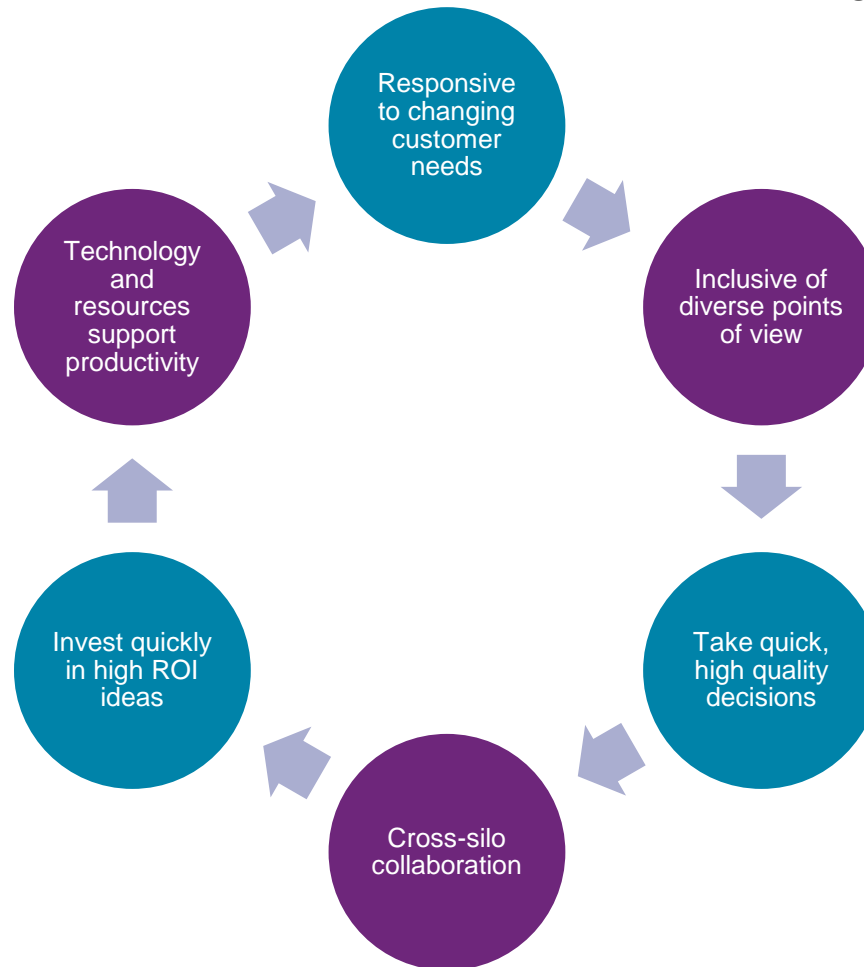 Responsive
to changing
customer
needs
Inclusive of
diverse points
of view
Take quick,
high quality
decisions
Cross-silo
collaboration
Invest quickly
in high ROI
ideas
Technology
and
resources
support
productivity